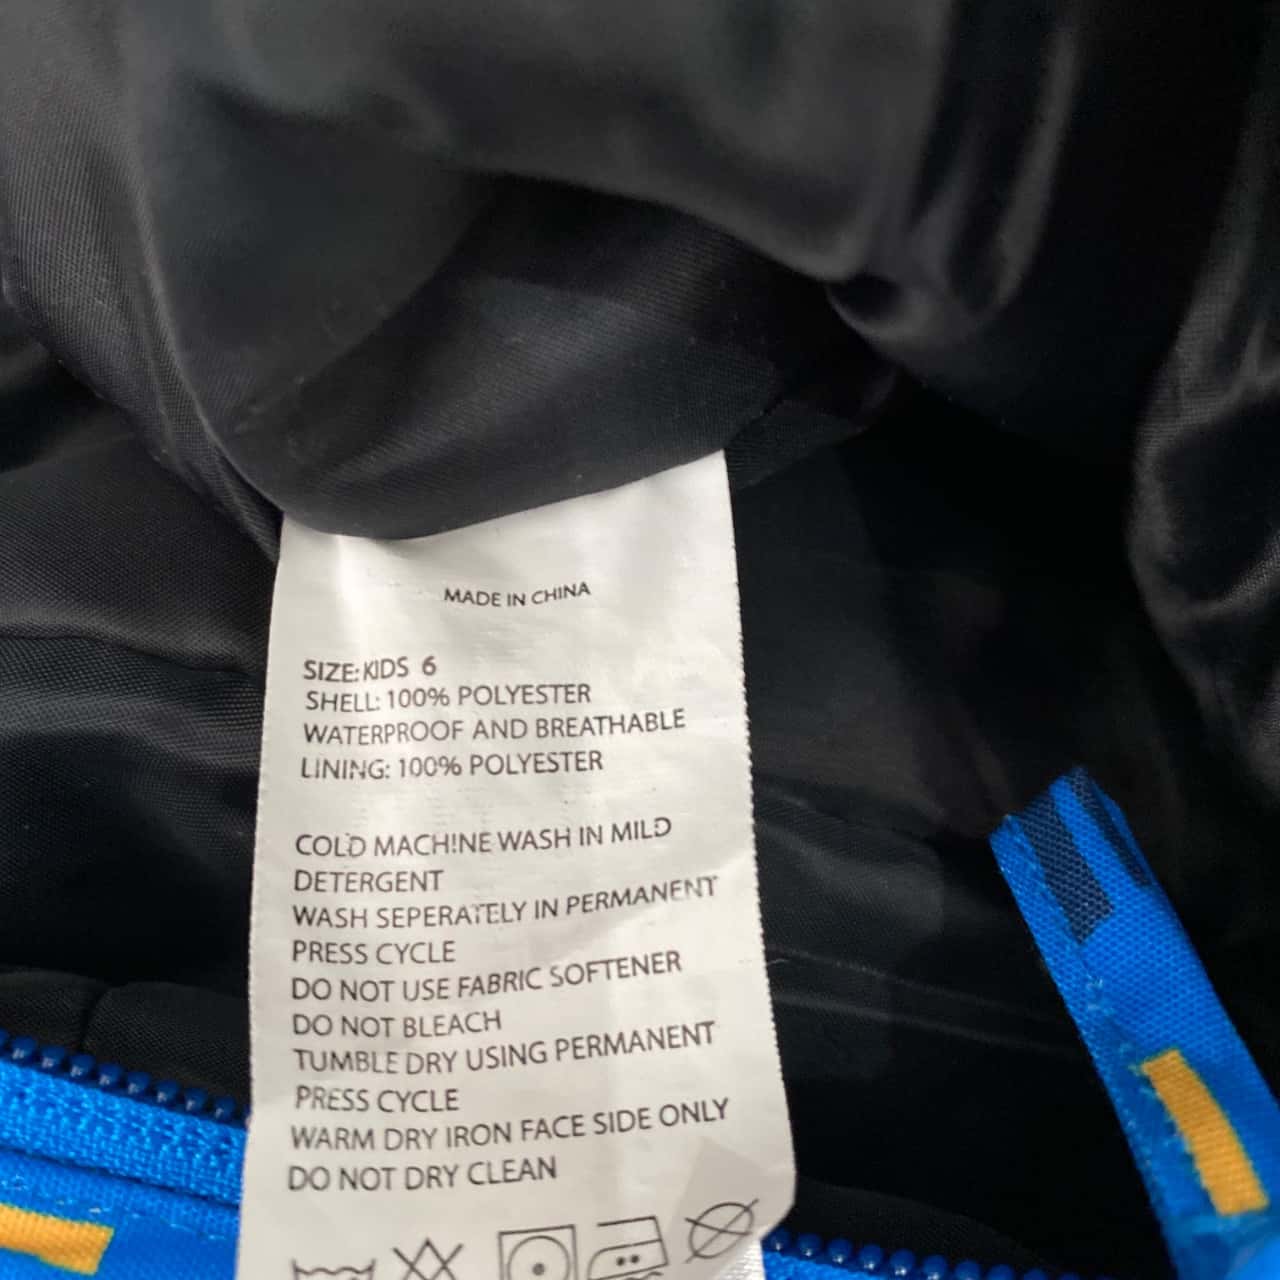 MADE IN CHINA
SIZE: KIDS 6
SHELL: 100% POLYESTER
WATERPROOF AND BREATHABLE
LINING: 100% POLYESTER
COLD MACHINE WASH IN MILD
DETERGENT
WASH SEPERATELY IN PERMANENT
PRESS CYCLE
DO NOT USE FABRIC SOFTENER
DO NOT BLEACH
TUMBLE DRY USING PERMANENT
PRESS CYCLE
WARM DRY IRON FACE SIDE ONLY
DO NOT DRY CLEAN